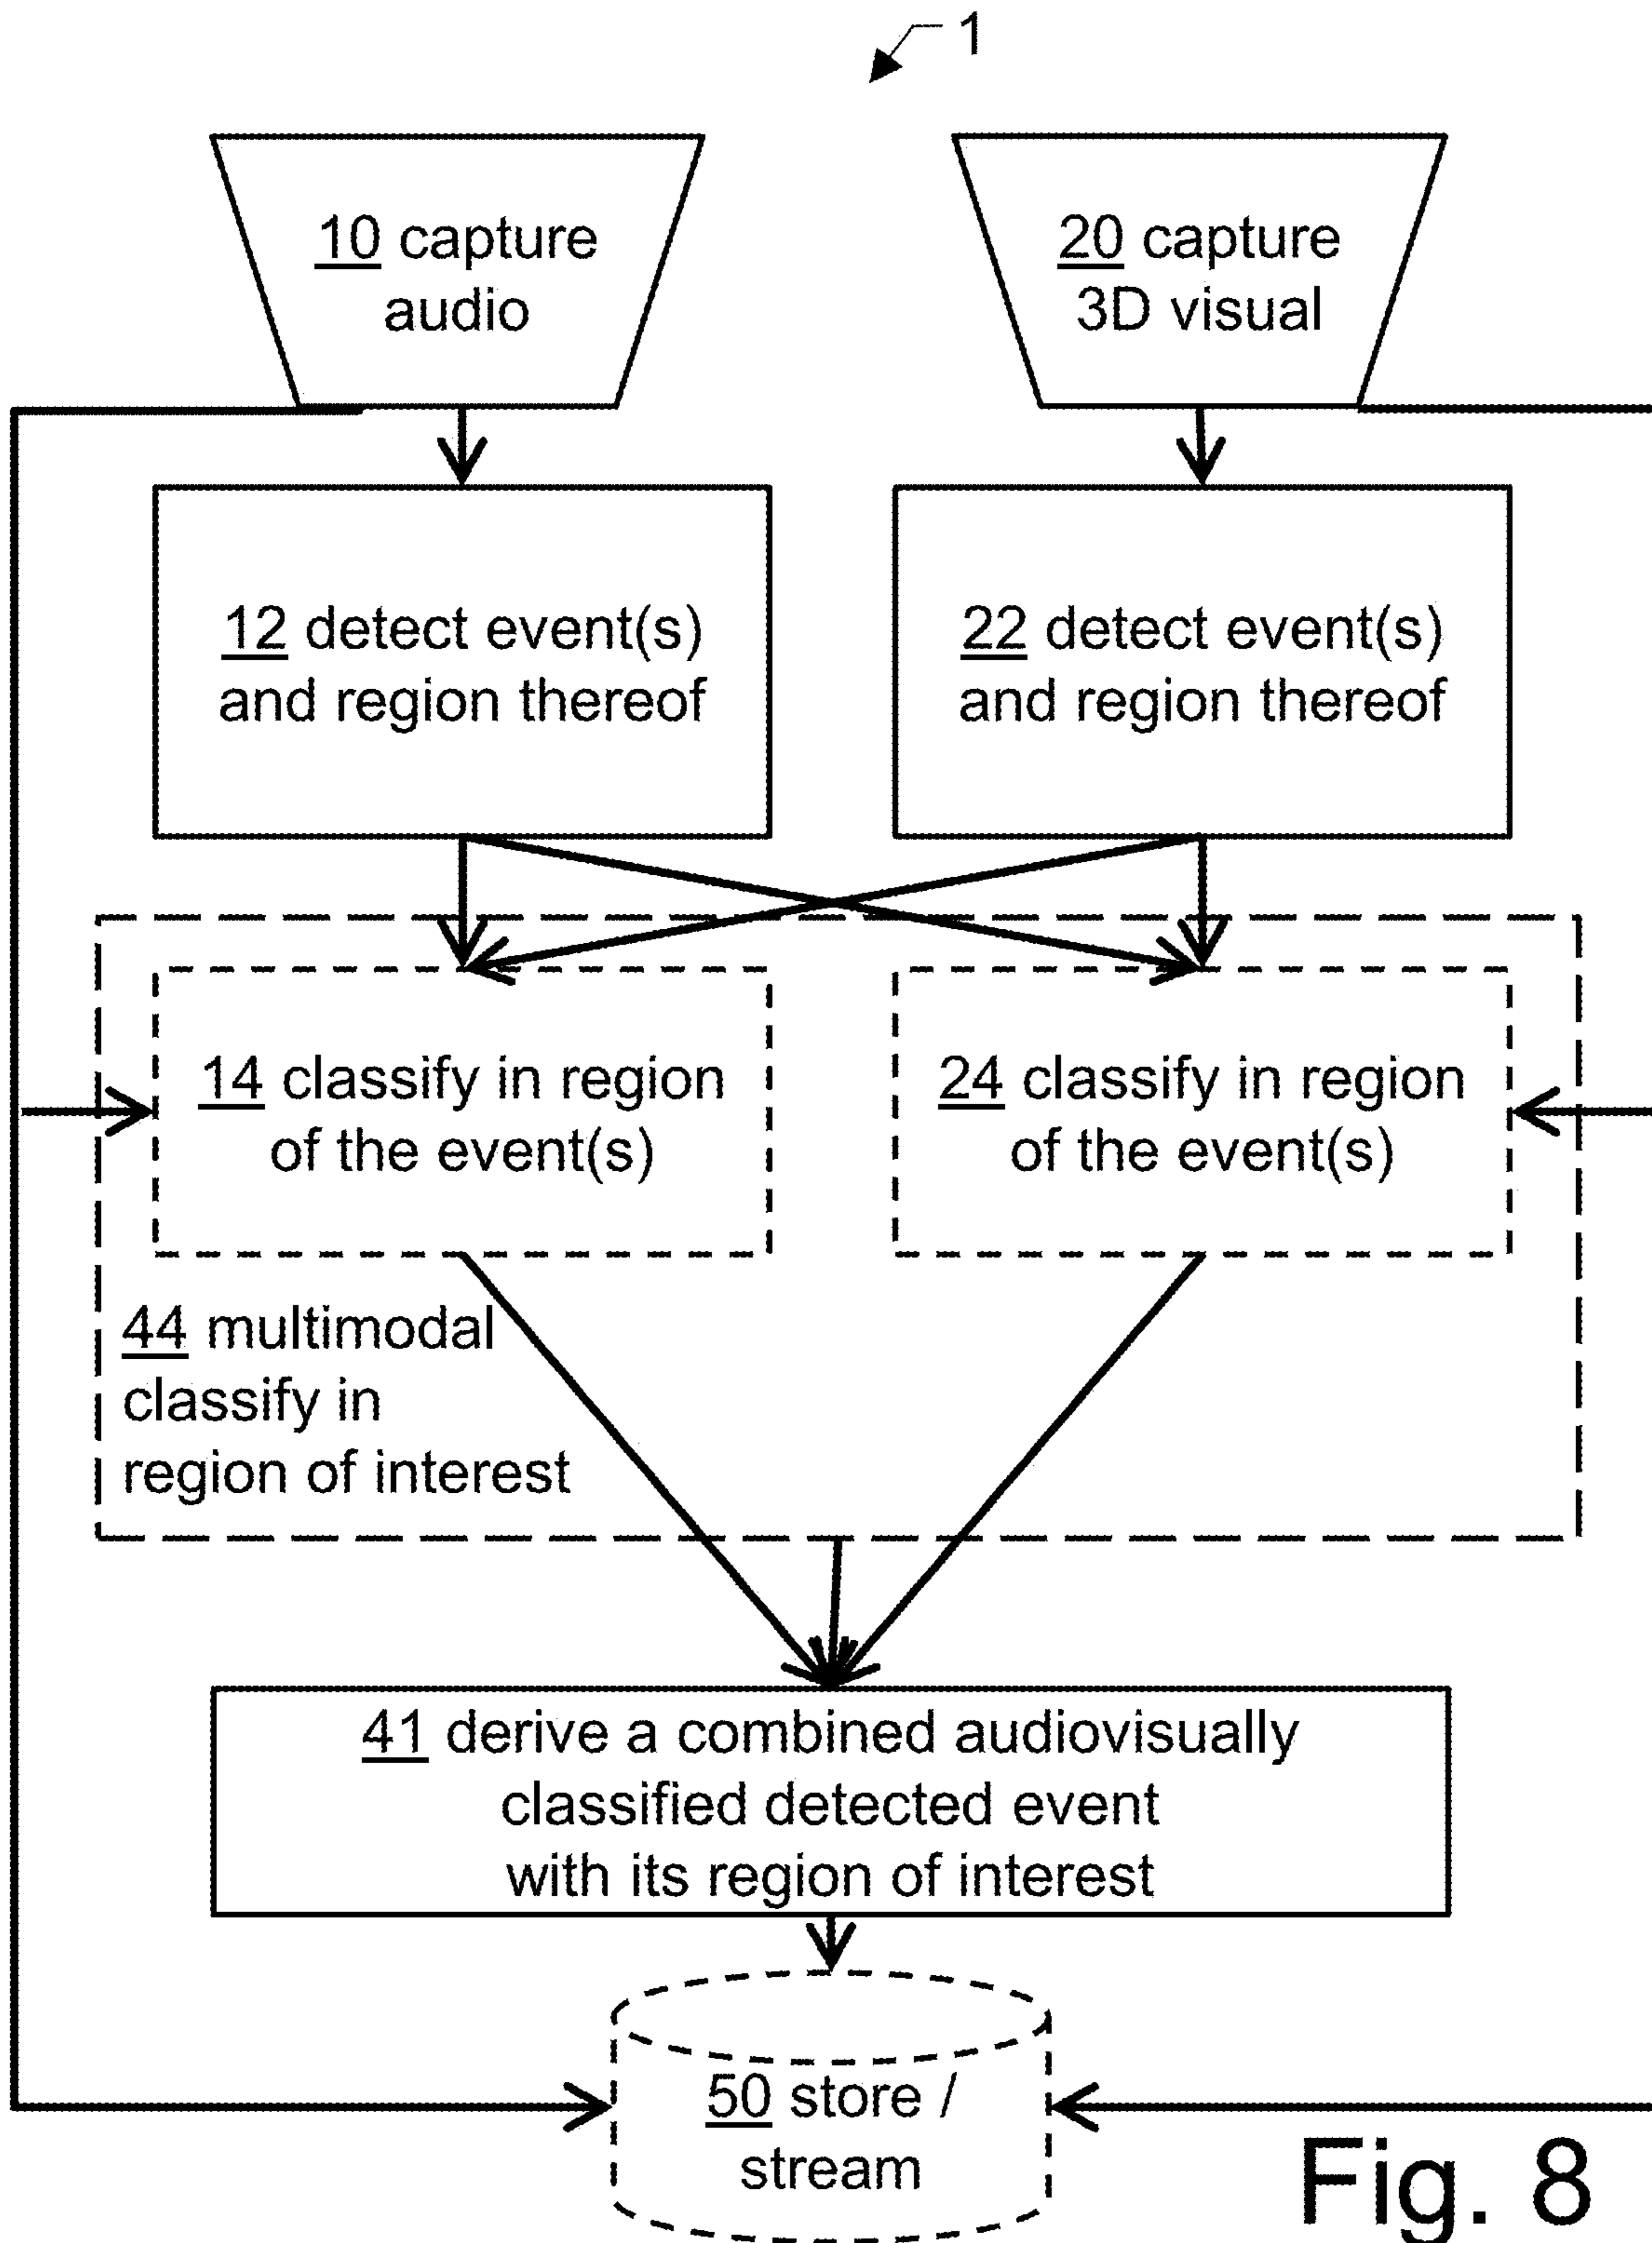 1
10 capture
audio
20 capture
3D visual
12 detect event(s)
and region thereof
22 detect event(s)
and region thereof
14 classify in region
of the event(s)
24 classify in region
of the event(s)
44 multimodal
classify in
region of interest
41 derive a combined audiovisually
classified detected event
with its region of interest
50 store /
stream
Fig. 8